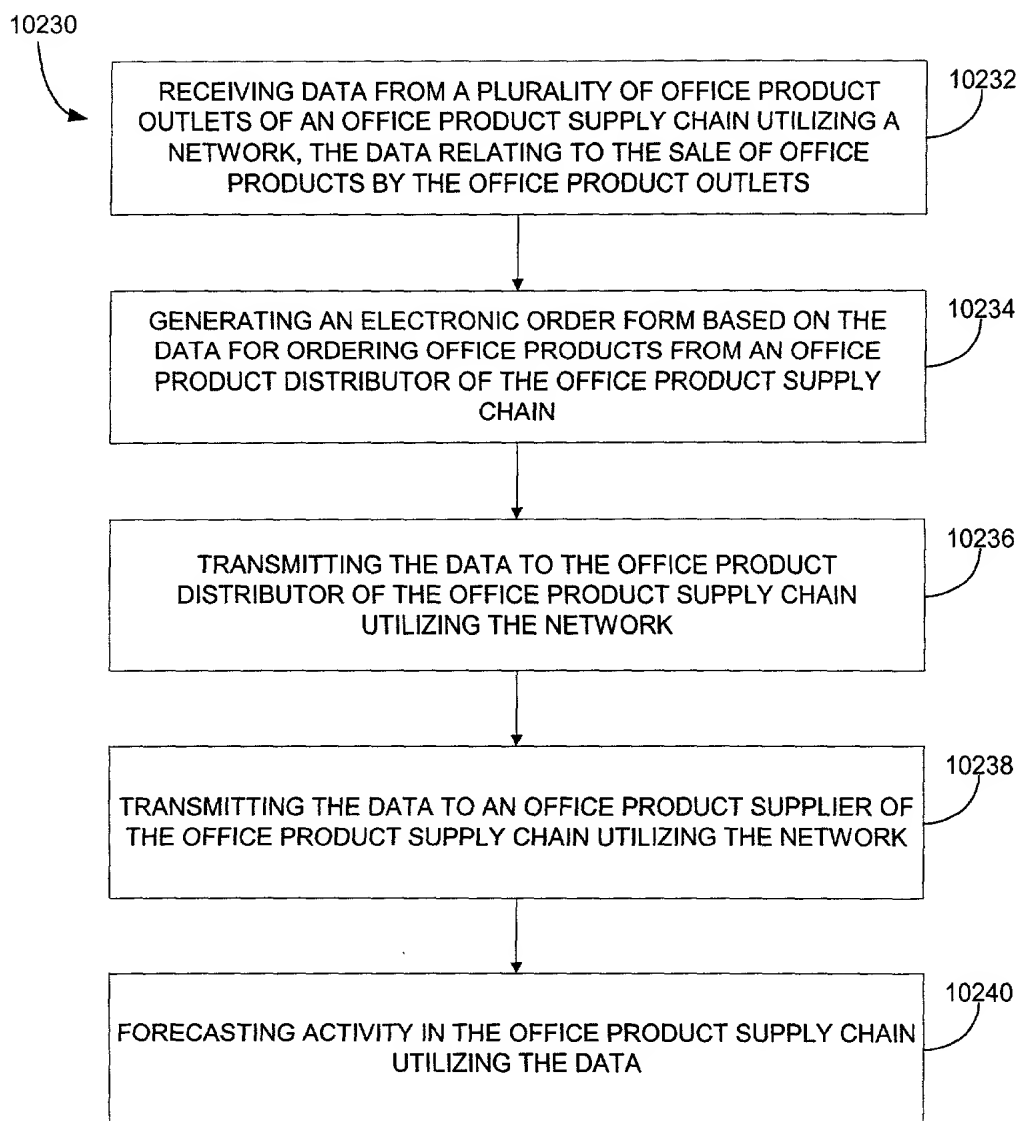 10230
10232
RECEIVING DATA FROM A PLURALITY OF OFFICE PRODUCT
OUTLETS OF AN OFFICE PRODUCT SUPPLY CHAIN UTILIZING A
NETWORK, THE DATA RELATING TO THE SALE OF OFFICE
PRODUCTS BY THE OFFICE PRODUCT OUTLETS
10234
GENERATING AN ELECTRONIC ORDER FORM BASED ON THE
DATA FOR ORDERING OFFICE PRODUCTS FROM AN OFFICE
PRODUCT DISTRIBUTOR OF THE OFFICE PRODUCT SUPPLY
CHAIN
10236
TRANSMITTING THE DATA TO THE OFFICE PRODUCT
DISTRIBUTOR OF THE OFFICE PRODUCT SUPPLY CHAIN
UTILIZING THE NETWORK
10238
TRANSMITTING THE DATA TO AN OFFICE PRODUCT SUPPLIER OF
THE OFFICE PRODUCT SUPPLY CHAIN UTILIZING THE NETWORK
10240
FORECASTING ACTIVITY IN THE OFFICE PRODUCT SUPPLY CHAIN
UTILIZING THE DATA